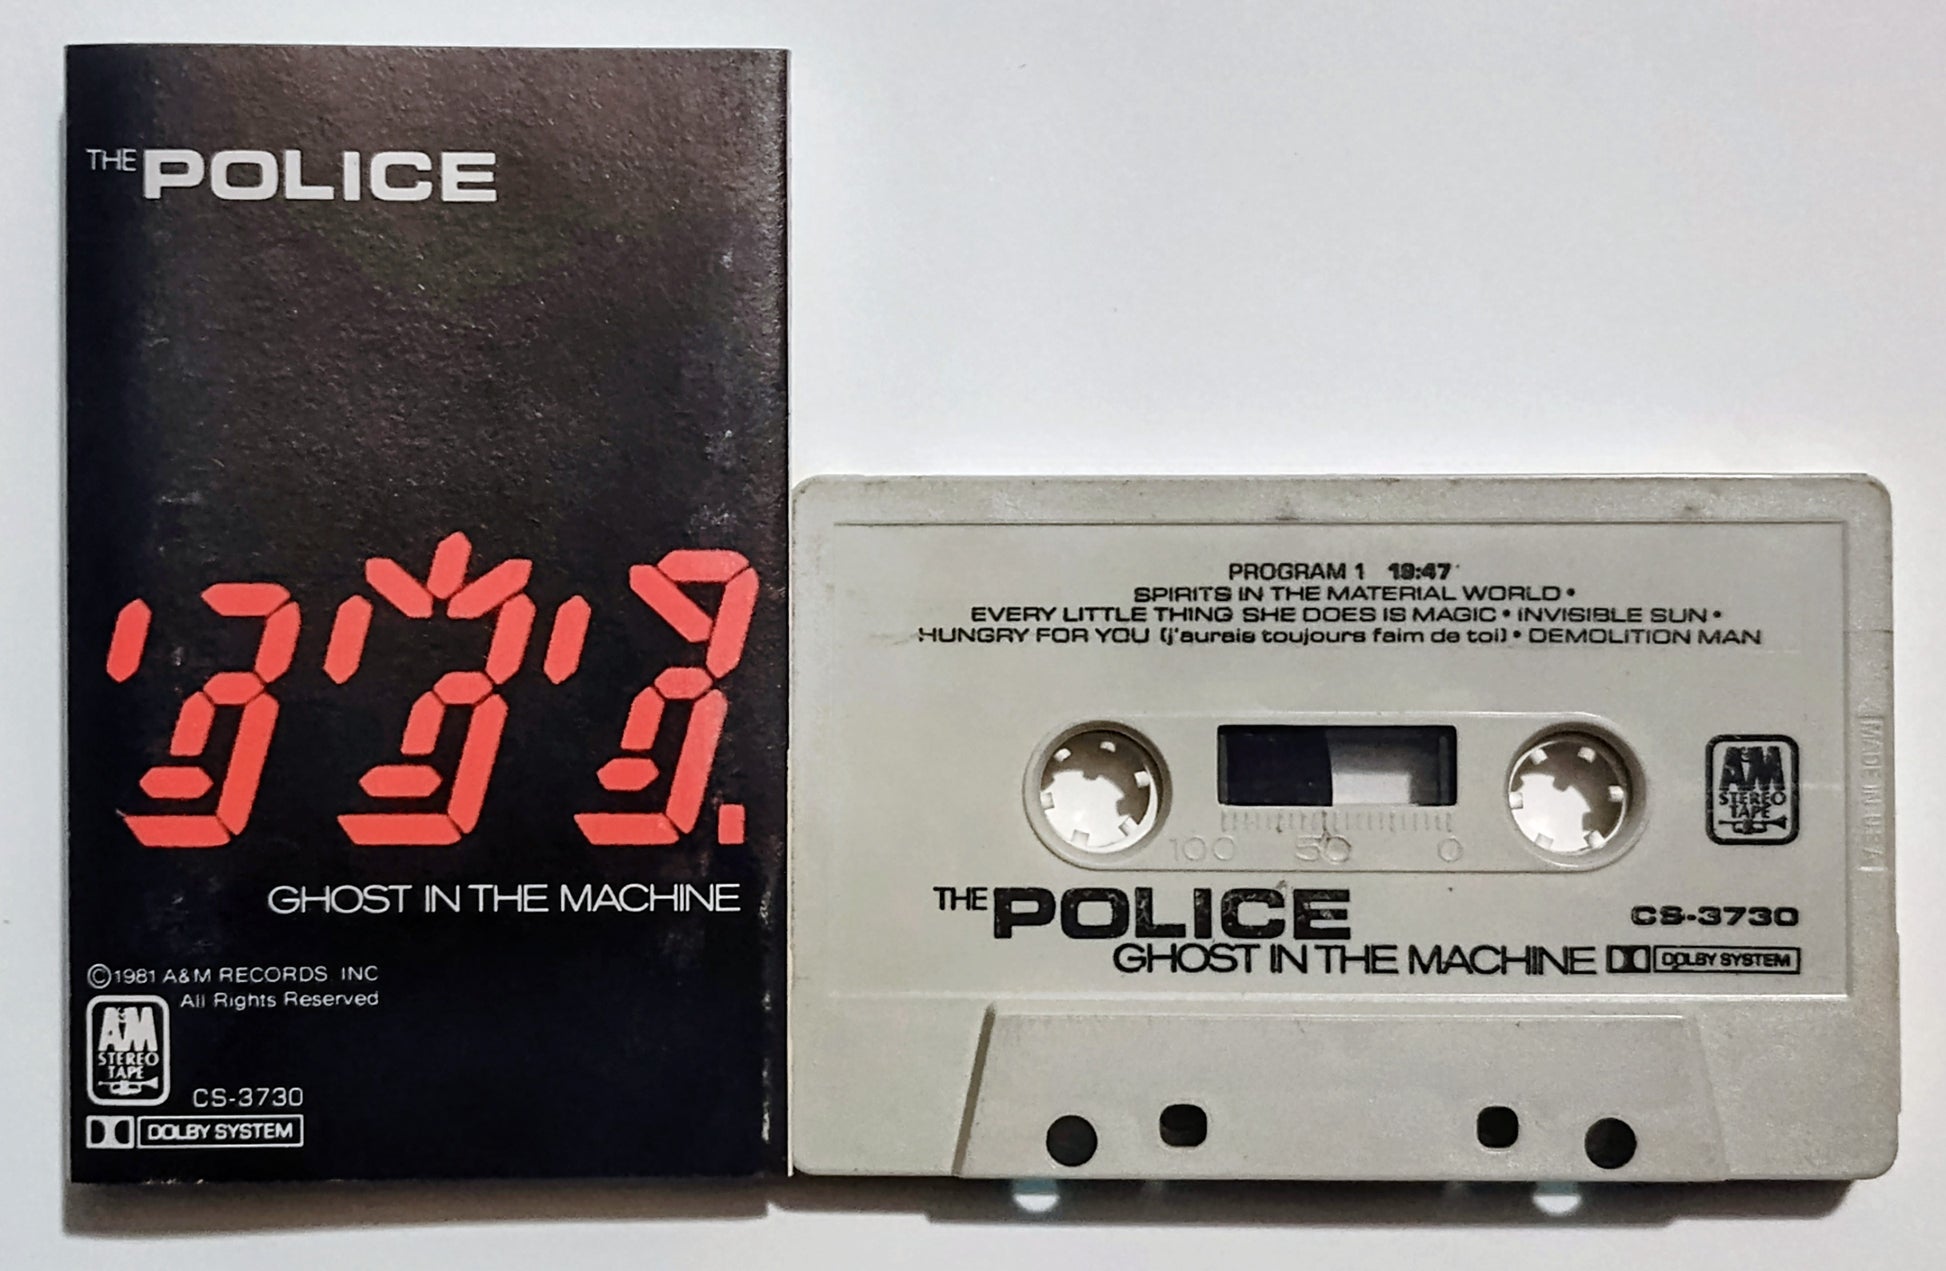 THE POLICE
GHOST IN THE MACHINE
©1981 A&M RECORDS INC
All Rights Reserved
A&M
STEREO
TAPE
CS-3730
DOLBY SYSTEM
PROGRAM 1 19:47
SPIRITS IN THE MATERIAL WORLD •
EVERY LITTLE THING SHE DOES IS MAGIC • INVISIBLE SUN •
HUNGRY FOR YOU (j'aurais toujours faim de toi) • DEMOLITION MAN
A&M
STEREO
TAPE
100 50 0
THE POLICE
CS-3730
GHOST IN THE MACHINE DOLBY SYSTEM
MADE IN U.S.A.